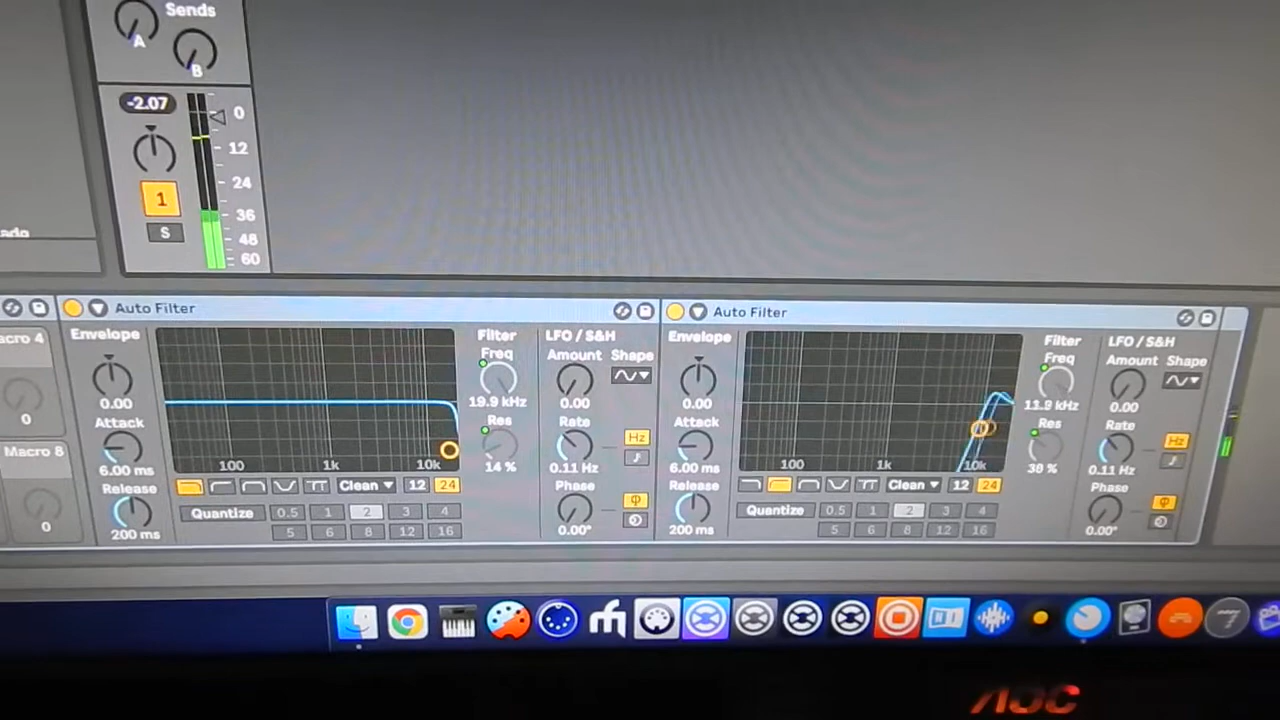 Sends
A
B
-2.07
0
12
24
36
48
60
1
S
Auto Filter
Envelope
0.00
Attack
6.00 ms
Release
200 ms
100
1k
10k
Clean
12
24
Quantize
0.5
1
2
3
4
5
6
8
12
16
Filter
Freq
19.9 kHz
Res
14 %
LFO / S&H
Amount
Shape
0.00
Rate
0.11 Hz
Hz
Phase
0.00°
Auto Filter
Envelope
0.00
Attack
6.00 ms
Release
200 ms
100
1k
10k
Clean
12
24
Quantize
0.5
1
2
3
4
5
6
8
12
16
Filter
Freq
13.9 kHz
Res
38 %
LFO / S&H
Amount
Shape
0.00
Rate
0.11 Hz
Hz
Phase
0.00°
acro 4
0
Macro 8
0
AOC